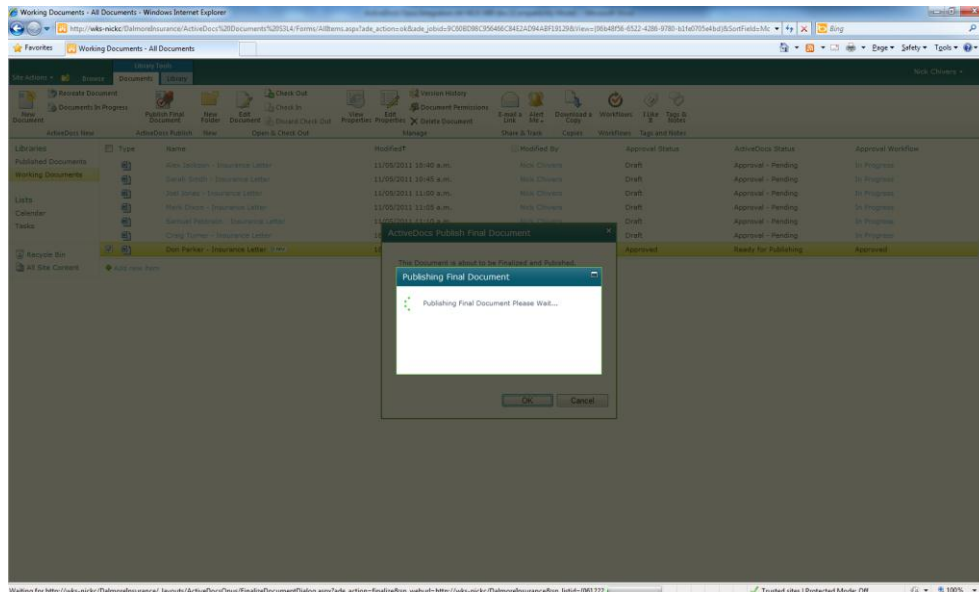 Working Documents - All Documents - Windows Internet Explorer
Bing
Favorites Working Documents - All Documents
Page Safety Tools
Library Tools
Site Actions Browse Documents Library Nick Chivers
New Document
Recreate Document
Documents In Progress
Publish Final Document
New Folder
Edit Document
Check Out
Check In
Discard Check Out
View Properties
Edit Properties
Version History
Document Permissions
Delete Document
E-mail a Link
Alert Me
Download a Copy
Workflows
I Like It
Tags & Notes
ActiveDocs New ActiveDocs Publish New Open & Check Out Manage Share & Track Copies Workflows Tags and Notes
Libraries
Published Documents
Working Documents
Lists
Calendar
Tasks
Recycle Bin
All Site Content
Type Name Modified Modified By Approval Status ActiveDocs Status Approval Workflow
- Insurance Letter 11/05/2011 10:40 a.m. Nick Chivers Draft Approval - Pending In Progress
Sarah Smith - Insurance Letter 11/05/2011 10:45 a.m. Nick Chivers Draft Approval - Pending In Progress
- Insurance Letter 11/05/2011 11:00 a.m. Nick Chivers Draft Approval - Pending In Progress
- Insurance Letter 11/05/2011 11:05 a.m. Nick Chivers Draft Approval - Pending In Progress
- Insurance Letter Draft Approval - Pending In Progress
Craig Turner - Insurance Letter Draft Approval - Pending In Progress
Don Parker - Insurance Letter Approved Ready for Publishing Approved
Add new item
ActiveDocs Publish Final Document
This Document is about to be Finalized and Published.
Publishing Final Document
Publishing Final Document Please Wait...
OK Cancel
Trusted sites | Protected Mode: Off 100%